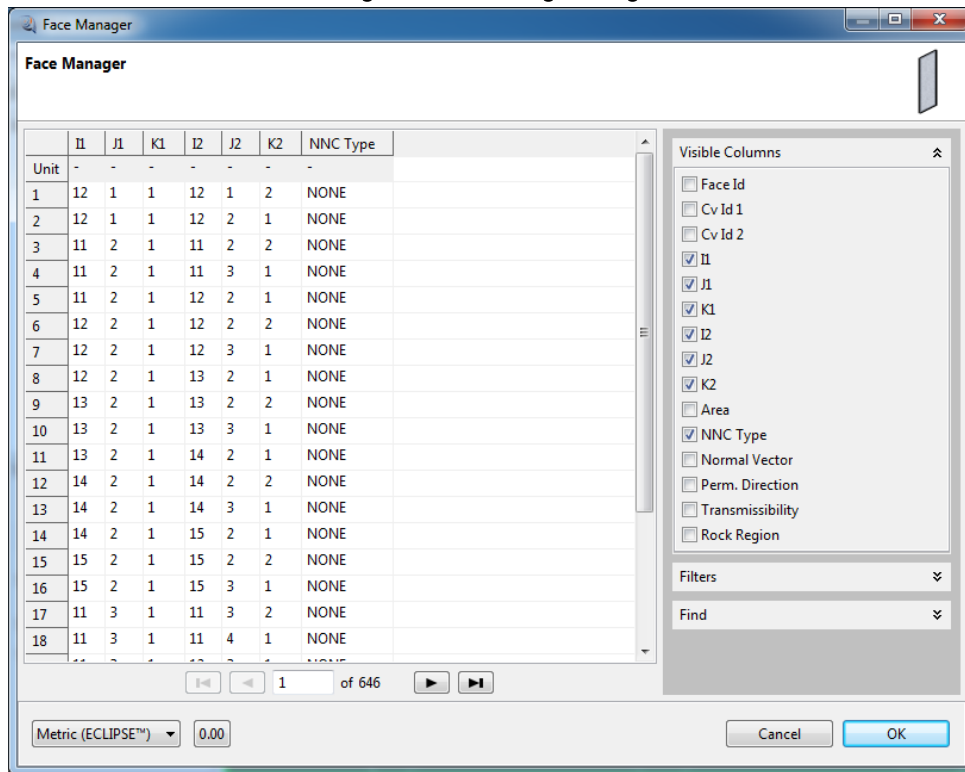 Face Manager
Face Manager
I1 J1 K1 I2 J2 K2 NNC Type
Unit - - - - - - -
1 12 1 1 12 1 2 NONE
2 12 1 1 12 2 1 NONE
3 11 2 1 11 2 2 NONE
4 11 2 1 11 3 1 NONE
5 11 2 1 12 2 1 NONE
6 12 2 1 12 2 2 NONE
7 12 2 1 12 3 1 NONE
8 12 2 1 13 2 1 NONE
9 13 2 1 13 2 2 NONE
10 13 2 1 13 3 1 NONE
11 13 2 1 14 2 1 NONE
12 14 2 1 14 2 2 NONE
13 14 2 1 14 3 1 NONE
14 14 2 1 15 2 1 NONE
15 15 2 1 15 2 2 NONE
16 15 2 1 15 3 1 NONE
17 11 3 1 11 3 2 NONE
18 11 3 1 11 4 1 NONE
1 of 646
Visible Columns
Face Id
Cv Id 1
Cv Id 2
I1
J1
K1
I2
J2
K2
Area
NNC Type
Normal Vector
Perm. Direction
Transmissibility
Rock Region
Filters
Find
Metric (ECLIPSE™) 0.00
Cancel OK